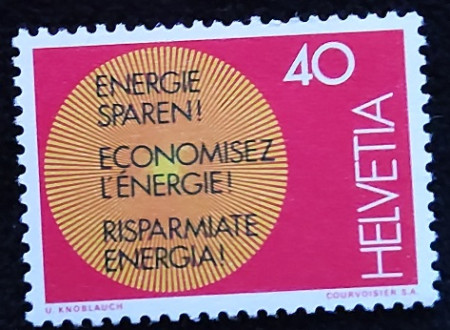 40
ENERGIE
SPAREN!
ECONOMISEZ
L'ÉNERGIE!
RISPARMIATE
ENERGIA!
HELVETIA
U. KNOBLAUCH
COURVOISIER S.A.